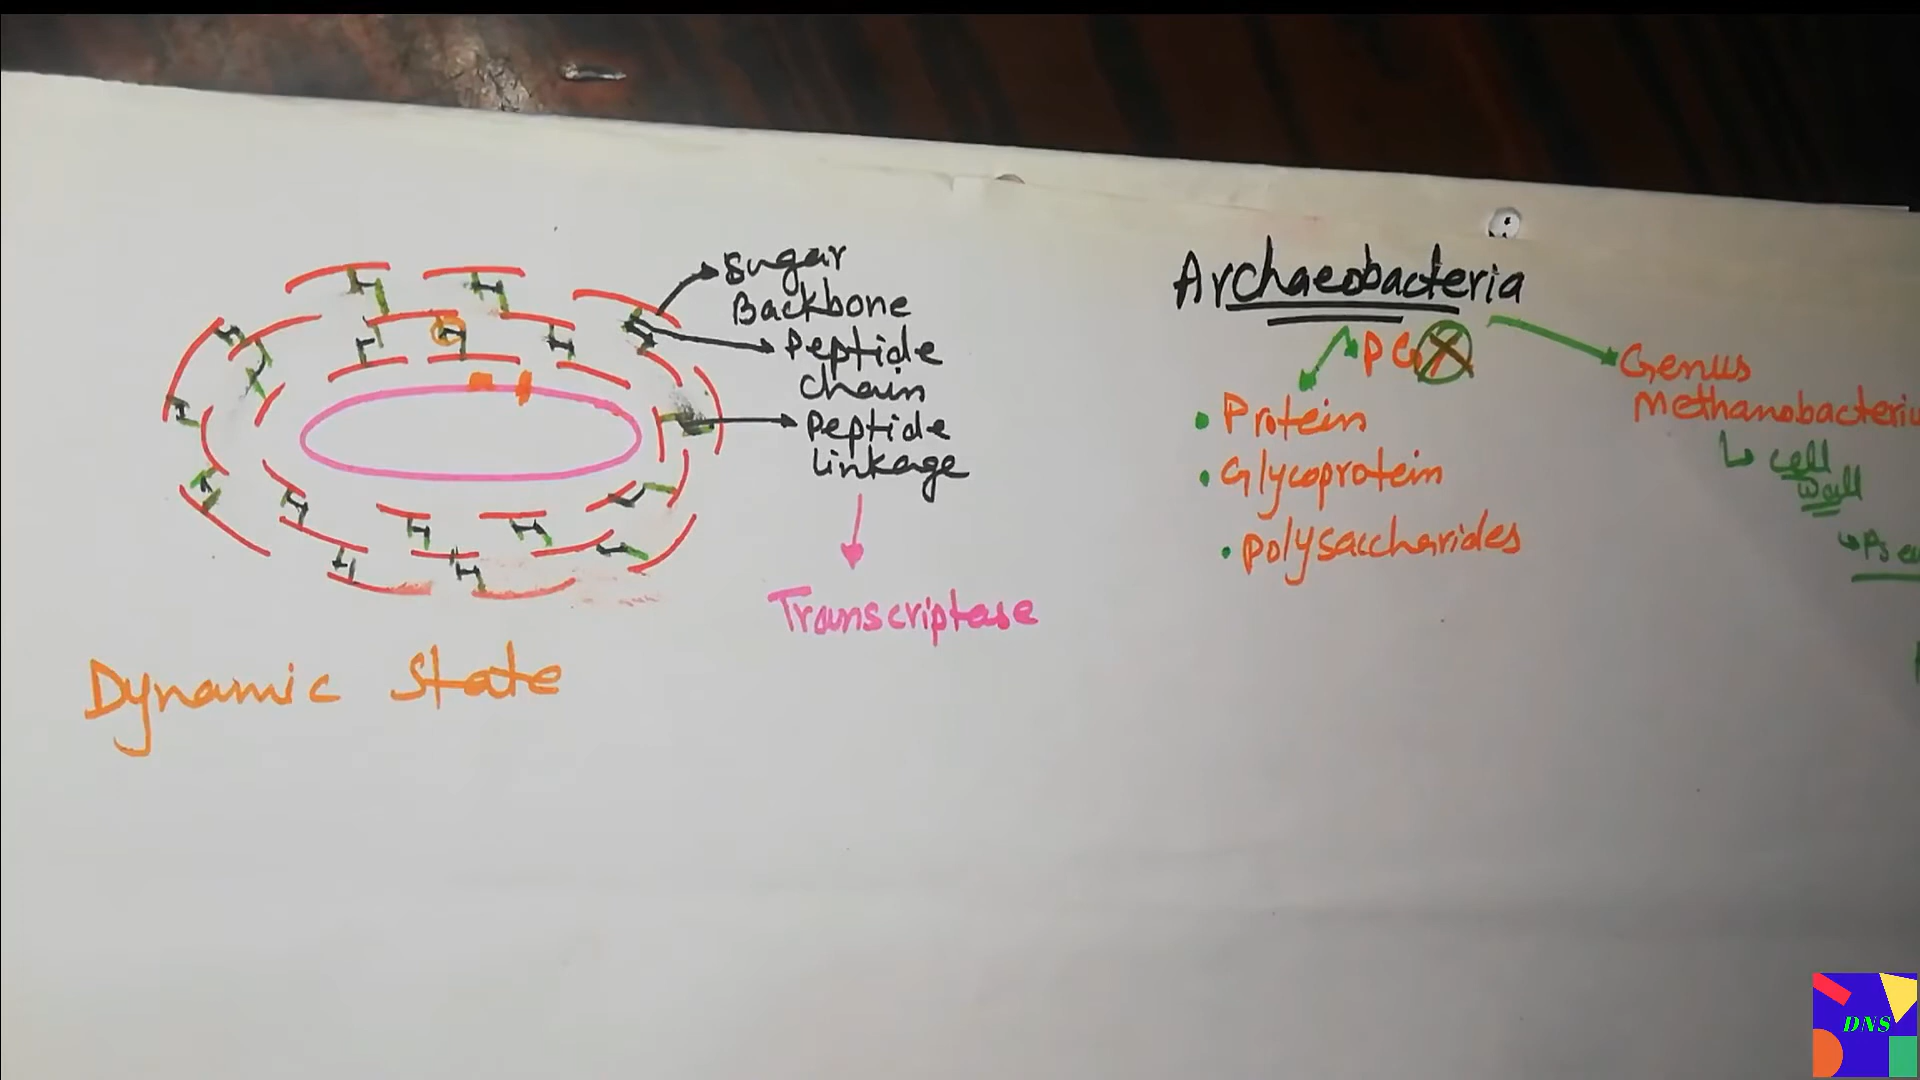 Sugar
Backbone
Peptide
chain
Peptide
linkage
Transcriptase
Dynamic State
Archaeobacteria
PG
• Protein
• Glycoprotein
• Polysaccharides
Genus
Methanobacteriu
cell
wall
DNS